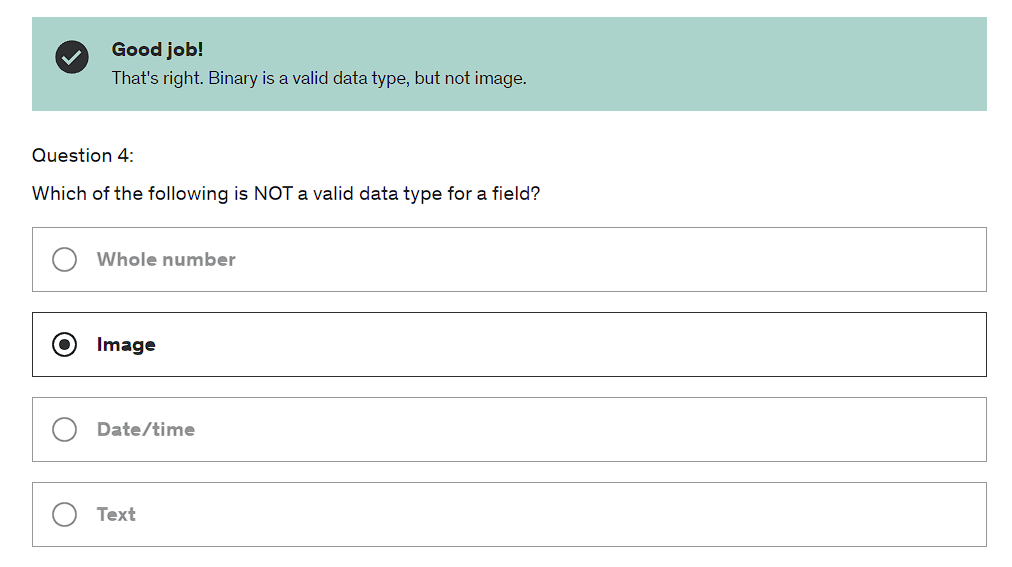 Good job!
That's right. Binary is a valid data type, but not image.
Question 4:
Which of the following is NOT a valid data type for a field?
Whole number
Image
Date/time
Text